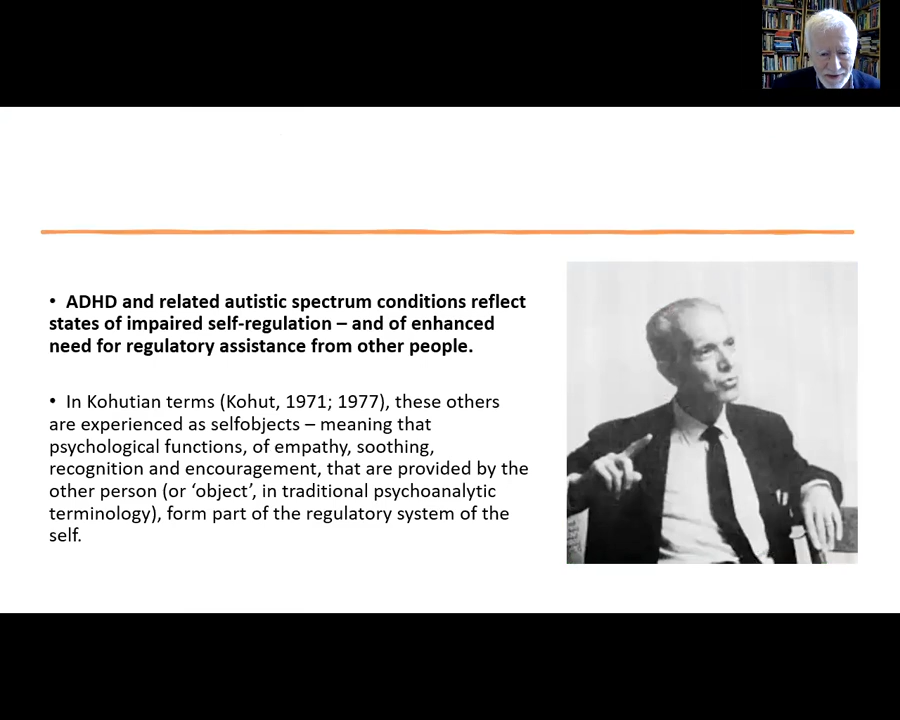 • ADHD and related autistic spectrum conditions reflect
states of impaired self-regulation – and of enhanced
need for regulatory assistance from other people.
• In Kohutian terms (Kohut, 1971; 1977), these others
are experienced as selfobjects – meaning that
psychological functions, of empathy, soothing,
recognition and encouragement, that are provided by the
other person (or ‘object’, in traditional psychoanalytic
terminology), form part of the regulatory system of the
self.